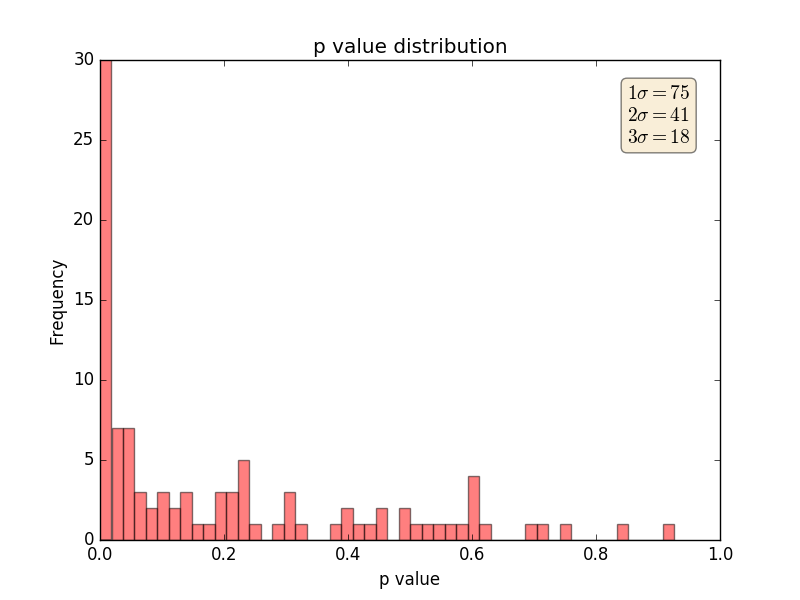 p value distribution
1σ = 75
2σ = 41
3σ = 18
30
25
20
15
10
5
0
Frequency
0.0 0.2 0.4 0.6 0.8 1.0
p value